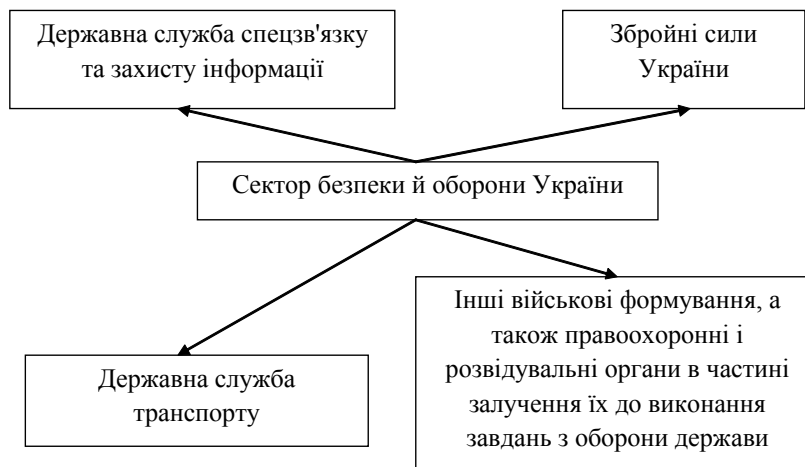 Державна служба спецзв'язку
та захисту інформації
Збройні сили
України
Сектор безпеки й оборони України
Державна служба
транспорту
Інші військові формування, а
також правоохоронні і
розвідувальні органи в частині
залучення їх до виконання
завдань з оборони держави